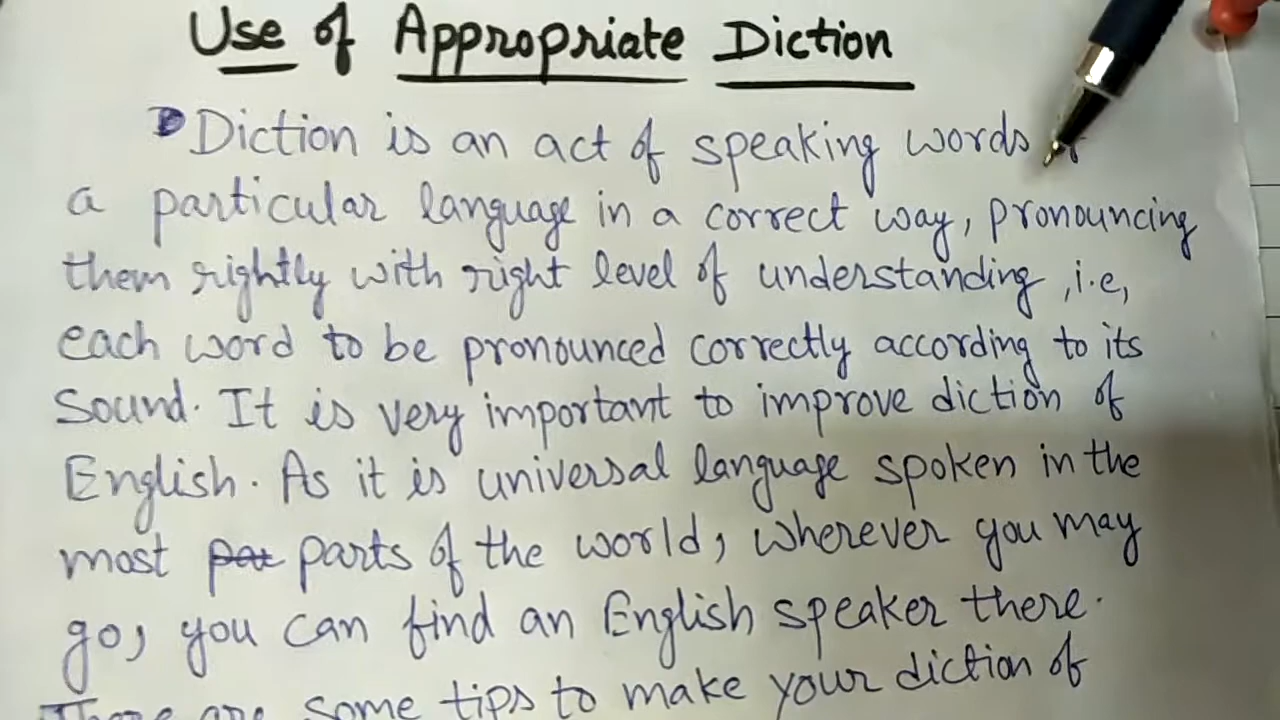 Use of Appropriate Diction
Diction is an act of speaking words
a particular language in a correct way, pronouncing
them rightly with right level of understanding, i.e,
each word to be pronounced correctly according to its
Sound. It is very important to improve diction of
English. As it is universal language spoken in the
most parts of the world, wherever you may
go, you can find an English speaker there.
There are some tips to make your diction of